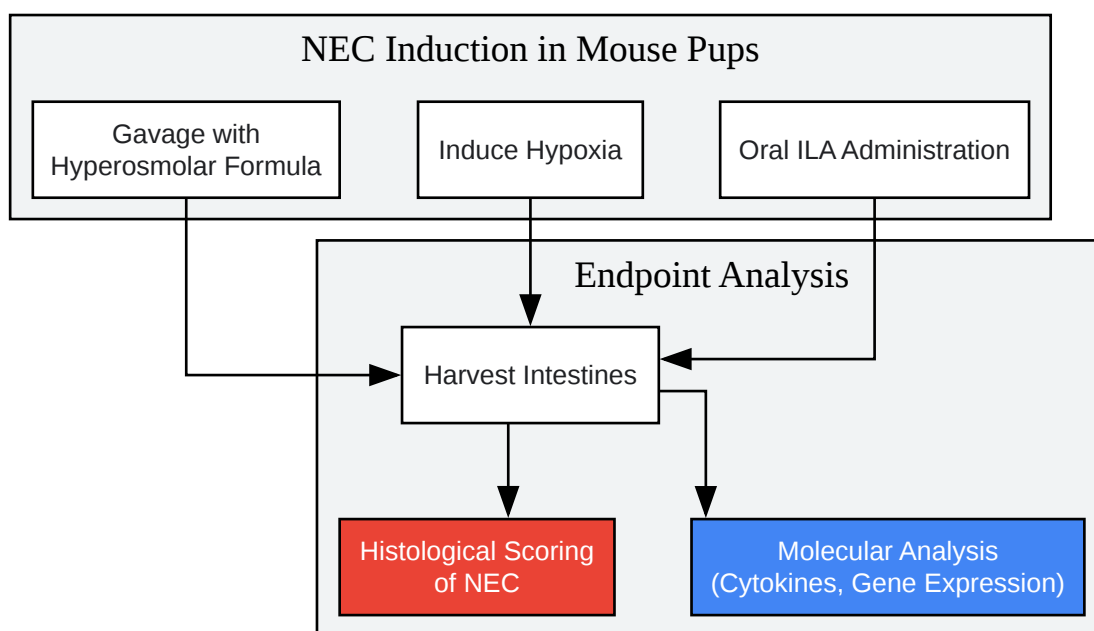 NEC Induction in Mouse Pups
Gavage with
Hyperosmolar Formula
Induce Hypoxia
Oral ILA Administration
Endpoint Analysis
Harvest Intestines
Histological Scoring
of NEC
Molecular Analysis
(Cytokines, Gene Expression)